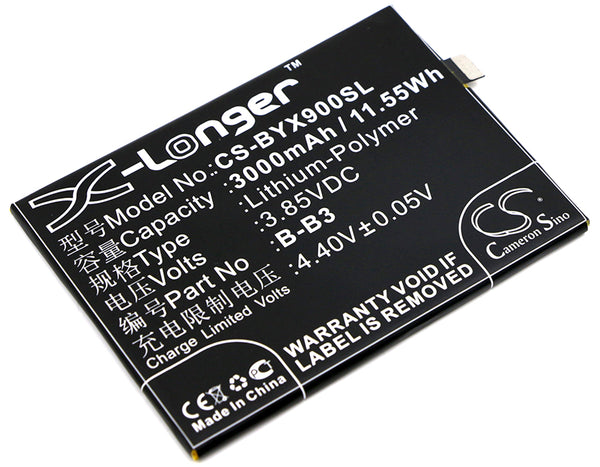 X-Longer™
型号Model No.: CS-BYX900SL
容量Capacity : 3000mAh / 11.55Wh
规格Type : Lithium-Polymer
电压Volts : 3.85VDC
编号Part No : B-B3
充电限制电压 : 4.40V±0.05V
Charge Limited Voltage
WARRANTY VOID IF
LABEL IS REMOVED
CS
Cameron Sino
CE
Made in China